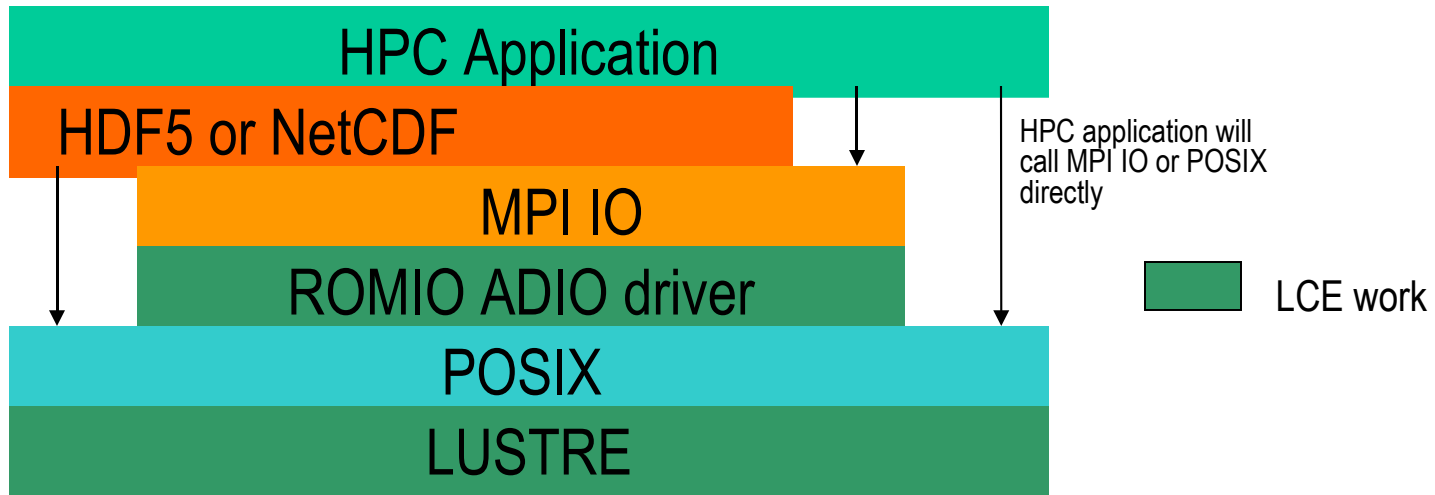 HPC Application
HDF5 or NetCDF
HPC application will
call MPI IO or POSIX
directly
MPI IO
ROMIO ADIO driver
LCE work
POSIX
LUSTRE